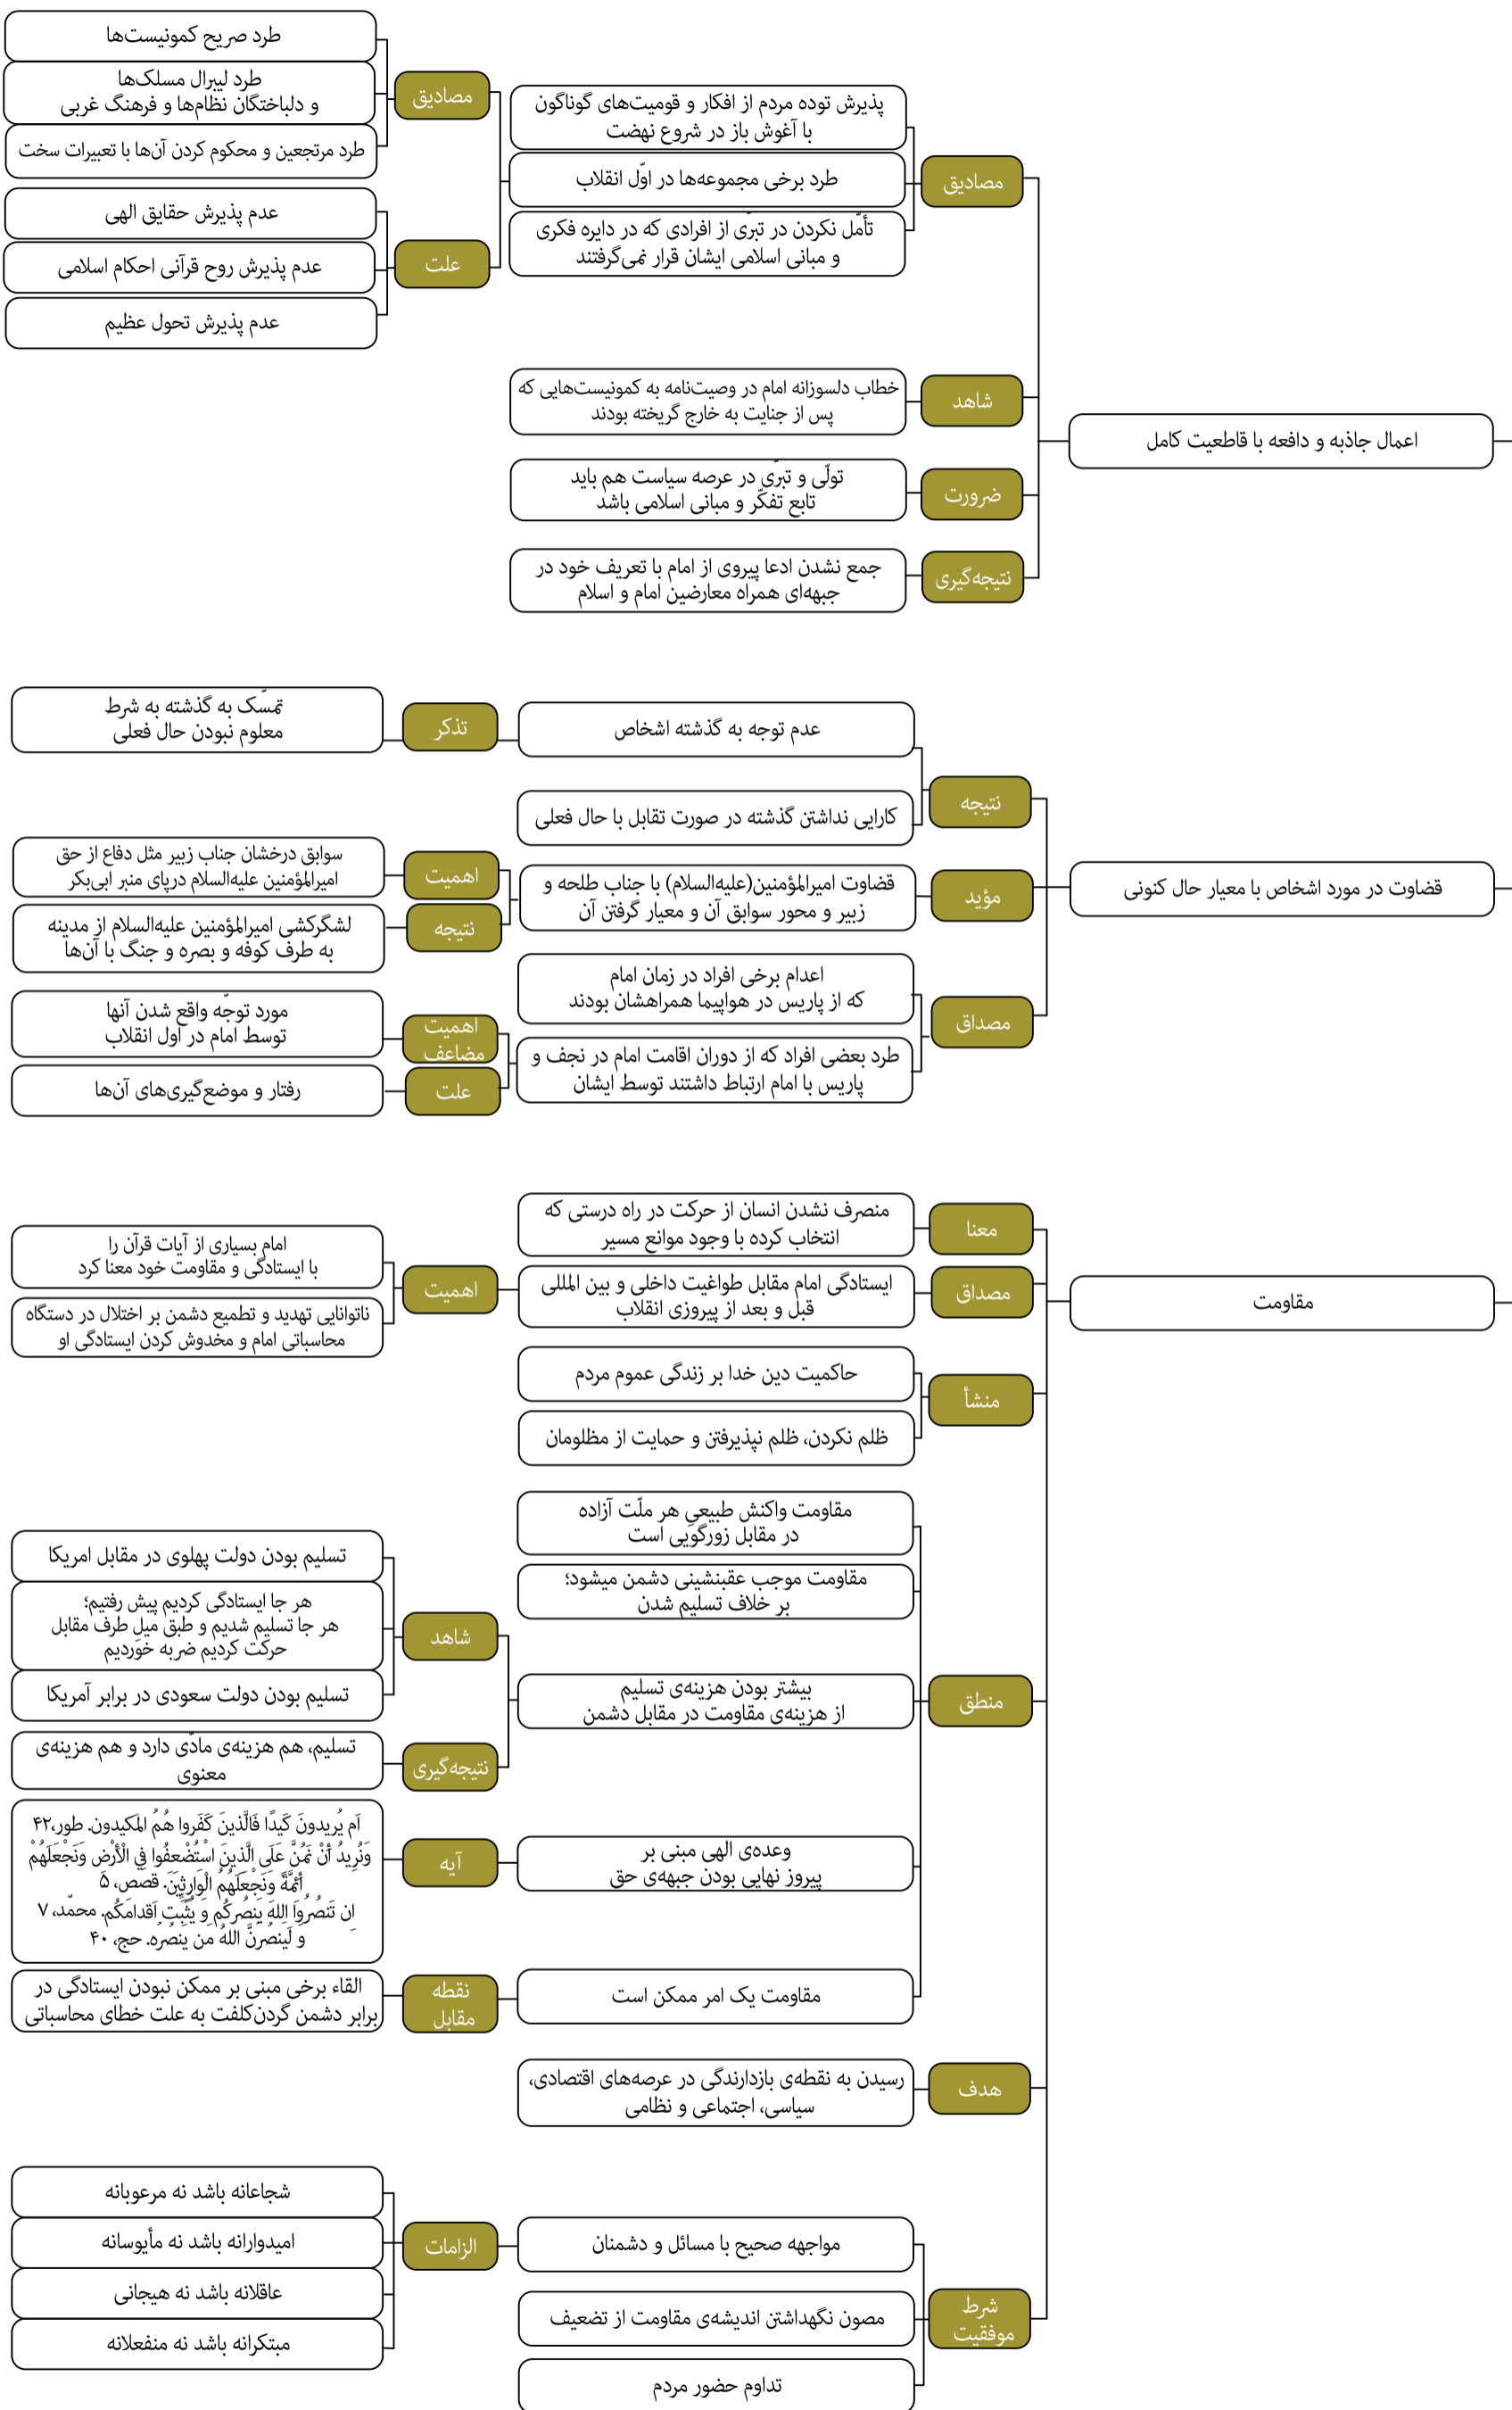 اعمال جاذبه و دافعه با قاطعیت کامل
مصادیق
پذیرش توده مردم از افکار و قومیت‌های گوناگون
با آغوش باز در شروع نهضت
طرد برخی مجموعه‌ها در اوّل انقلاب
مصادیق
طرد صریح کمونیست‌ها
طرد لیبرال مسلک‌ها
و دلباختگان نظام‌ها و فرهنگ غربی
طرد مرتجعین و محکوم کردن آن‌ها با تعبیرات سخت
علت
عدم پذیرش حقایق الهی
عدم پذیرش روح قرآنی احکام اسلامی
عدم پذیرش تحول عظیم
تأمّل نکردن در تبرّی از افرادی که در دایره فکری
و مبانی اسلامی ایشان قرار نمی‌گرفتند
شاهد
خطاب دلسوزانه امام در وصیت‌نامه به کمونیست‌هایی که
پس از جنایت به خارج گریخته بودند
ضرورت
تولّی و تبرّی در عرصه سیاست هم باید
تابع تفکّر و مبانی اسلامی باشد
نتیجه‌گیری
جمع نشدن ادعا پیروی از امام با تعریف خود در
جبهه‌ای همراه معارضین امام و اسلام
قضاوت در مورد اشخاص با معیار حال کنونی
نتیجه
عدم توجه به گذشته اشخاص
تذکر
تمسّک به گذشته به شرط
معلوم نبودن حال فعلی
کارایی نداشتن گذشته در صورت تقابل با حال فعلی
مؤید
قضاوت امیرالمؤمنین(علیه‌السلام) با جناب طلحه و
زبیر و محور سوابق آن و معیار گرفتن آن
اهمیت
سوابق درخشان جناب زبیر مثل دفاع از حق
امیرالمؤمنین علیه‌السلام درپای منبر ابی‌بکر
نتیجه
لشگرکشی امیرالمؤمنین علیه‌السلام از مدینه
به طرف کوفه و بصره و جنگ با آن‌ها
مصداق
اعدام برخی افراد در زمان امام
که از پاریس در هواپیما همراهشان بودند
طرد بعضی افراد که از دوران اقامت امام در نجف و
پاریس با امام ارتباط داشتند توسط ایشان
اهمیت
مضاعف
مورد توجّه واقع شدن آنها
توسط امام در اول انقلاب
علت
رفتار و موضع‌گیری‌های آن‌ها
مقاومت
معنا
منصرف نشدن انسان از حرکت در راه درستی که
انتخاب کرده با وجود موانع مسیر
مصداق
ایستادگی امام مقابل طواغیت داخلی و بین المللی
قبل و بعد از پیروزی انقلاب
اهمیت
امام بسیاری از آیات قرآن را
با ایستادگی و مقاومت خود معنا کرد
ناتوانایی تهدید و تطمیع دشمن بر اختلال در دستگاه
محاسباتی امام و مخدوش کردن ایستادگی او
منشأ
حاکمیت دین خدا بر زندگی عموم مردم
ظلم نکردن، ظلم نپذیرفتن و حمایت از مظلومان
منطق
مقاومت واکنش طبیعیِ هر ملّت آزاده
در مقابل زورگویی است
مقاومت موجب عقبنشینی دشمن میشود؛
بر خلاف تسلیم شدن
بیشتر بودن هزینه‌ی تسلیم
از هزینه‌ی مقاومت در مقابل دشمن
شاهد
تسلیم بودن دولت پهلوی در مقابل امریکا
هر جا ایستادگی کردیم پیش رفتیم؛
هر جا تسلیم شدیم و طبق میلِ طرف مقابل
حرکت کردیم ضربه خوردیم
تسلیم بودن دولت سعودی در برابر آمریکا
نتیجه‌گیری
تسلیم، هم هزینه‌ی مادّی دارد و هم هزینه‌ی
معنوی
وعده‌ی الهی مبنی بر
پیروز نهایی بودن جبهه‌ی حق
آیه
اَم یُریدونَ کَیدًا فَالَّذینَ کَفَروا هُمُ المَکیدون. طور،۴۲
وَنُرِیدُ أَنْ نَمُنَّ عَلَى الَّذِینَ اسْتُضْعِفُوا فِي الْأَرْضِ وَنَجْعَلَهُمْ
أَئِمَّةً وَنَجْعَلَهُمُ الْوَارِثِینَ. قصص، ۵
اِن تَنصُرُوا اللهَ یَنصُرکُم وَ یُثَبِّت اَقدامَکُم. محمّد، ۷
وَ لَیَنصُرَنَّ اللهُ مَن یَنصُرُه. حج، ۴۰
مقاومت یک امر ممکن است
نقطه
مقابل
القاء برخی مبنی بر ممکن نبودن ایستادگی در
برابر دشمن گردن‌کلفت به علت خطای محاسباتی
هدف
رسیدن به نقطه‌ی بازدارندگی در عرصه‌های اقتصادی،
سیاسی، اجتماعی و نظامی
شرط
موفقیت
مواجهه صحیح با مسائل و دشمنان
الزامات
شجاعانه باشد نه مرعوبانه
امیدوارانه باشد نه مأیوسانه
عاقلانه باشد نه هیجانی
مبتکرانه باشد نه منفعلانه
مصون نگهداشتن اندیشه‌ی مقاومت از تضعیف
تداوم حضور مردم